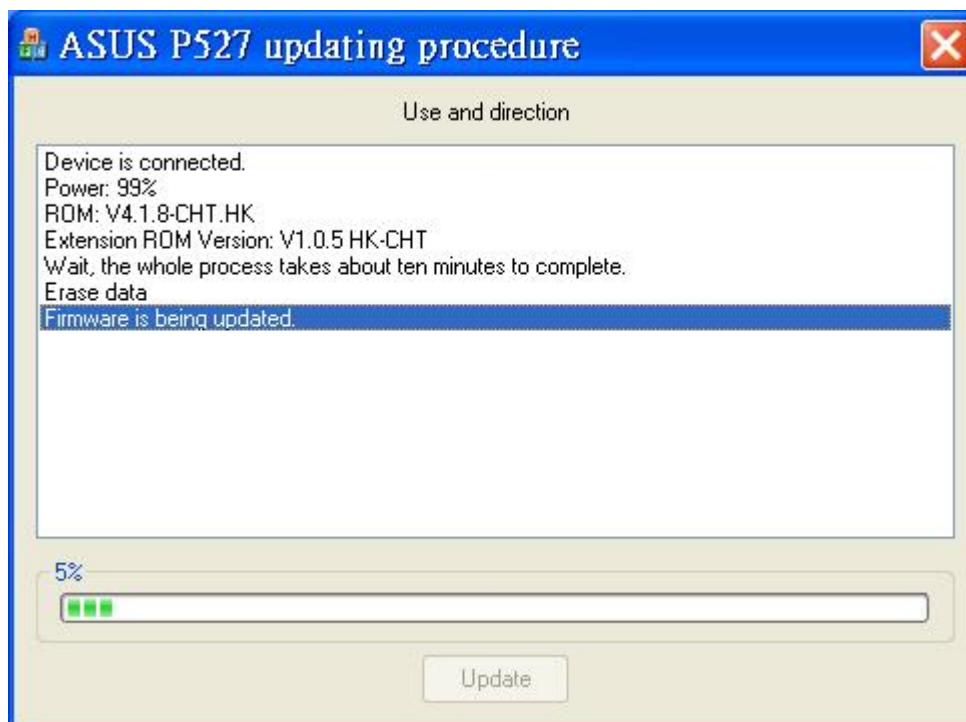 ASUS P527 updating procedure
Use and direction
Device is connected.
Power: 99%
ROM: V4.1.8-CHT.HK
Extension ROM Version: V1.0.5 HK-CHT
Wait, the whole process takes about ten minutes to complete.
Erase data
Firmware is being updated.
5%
Update